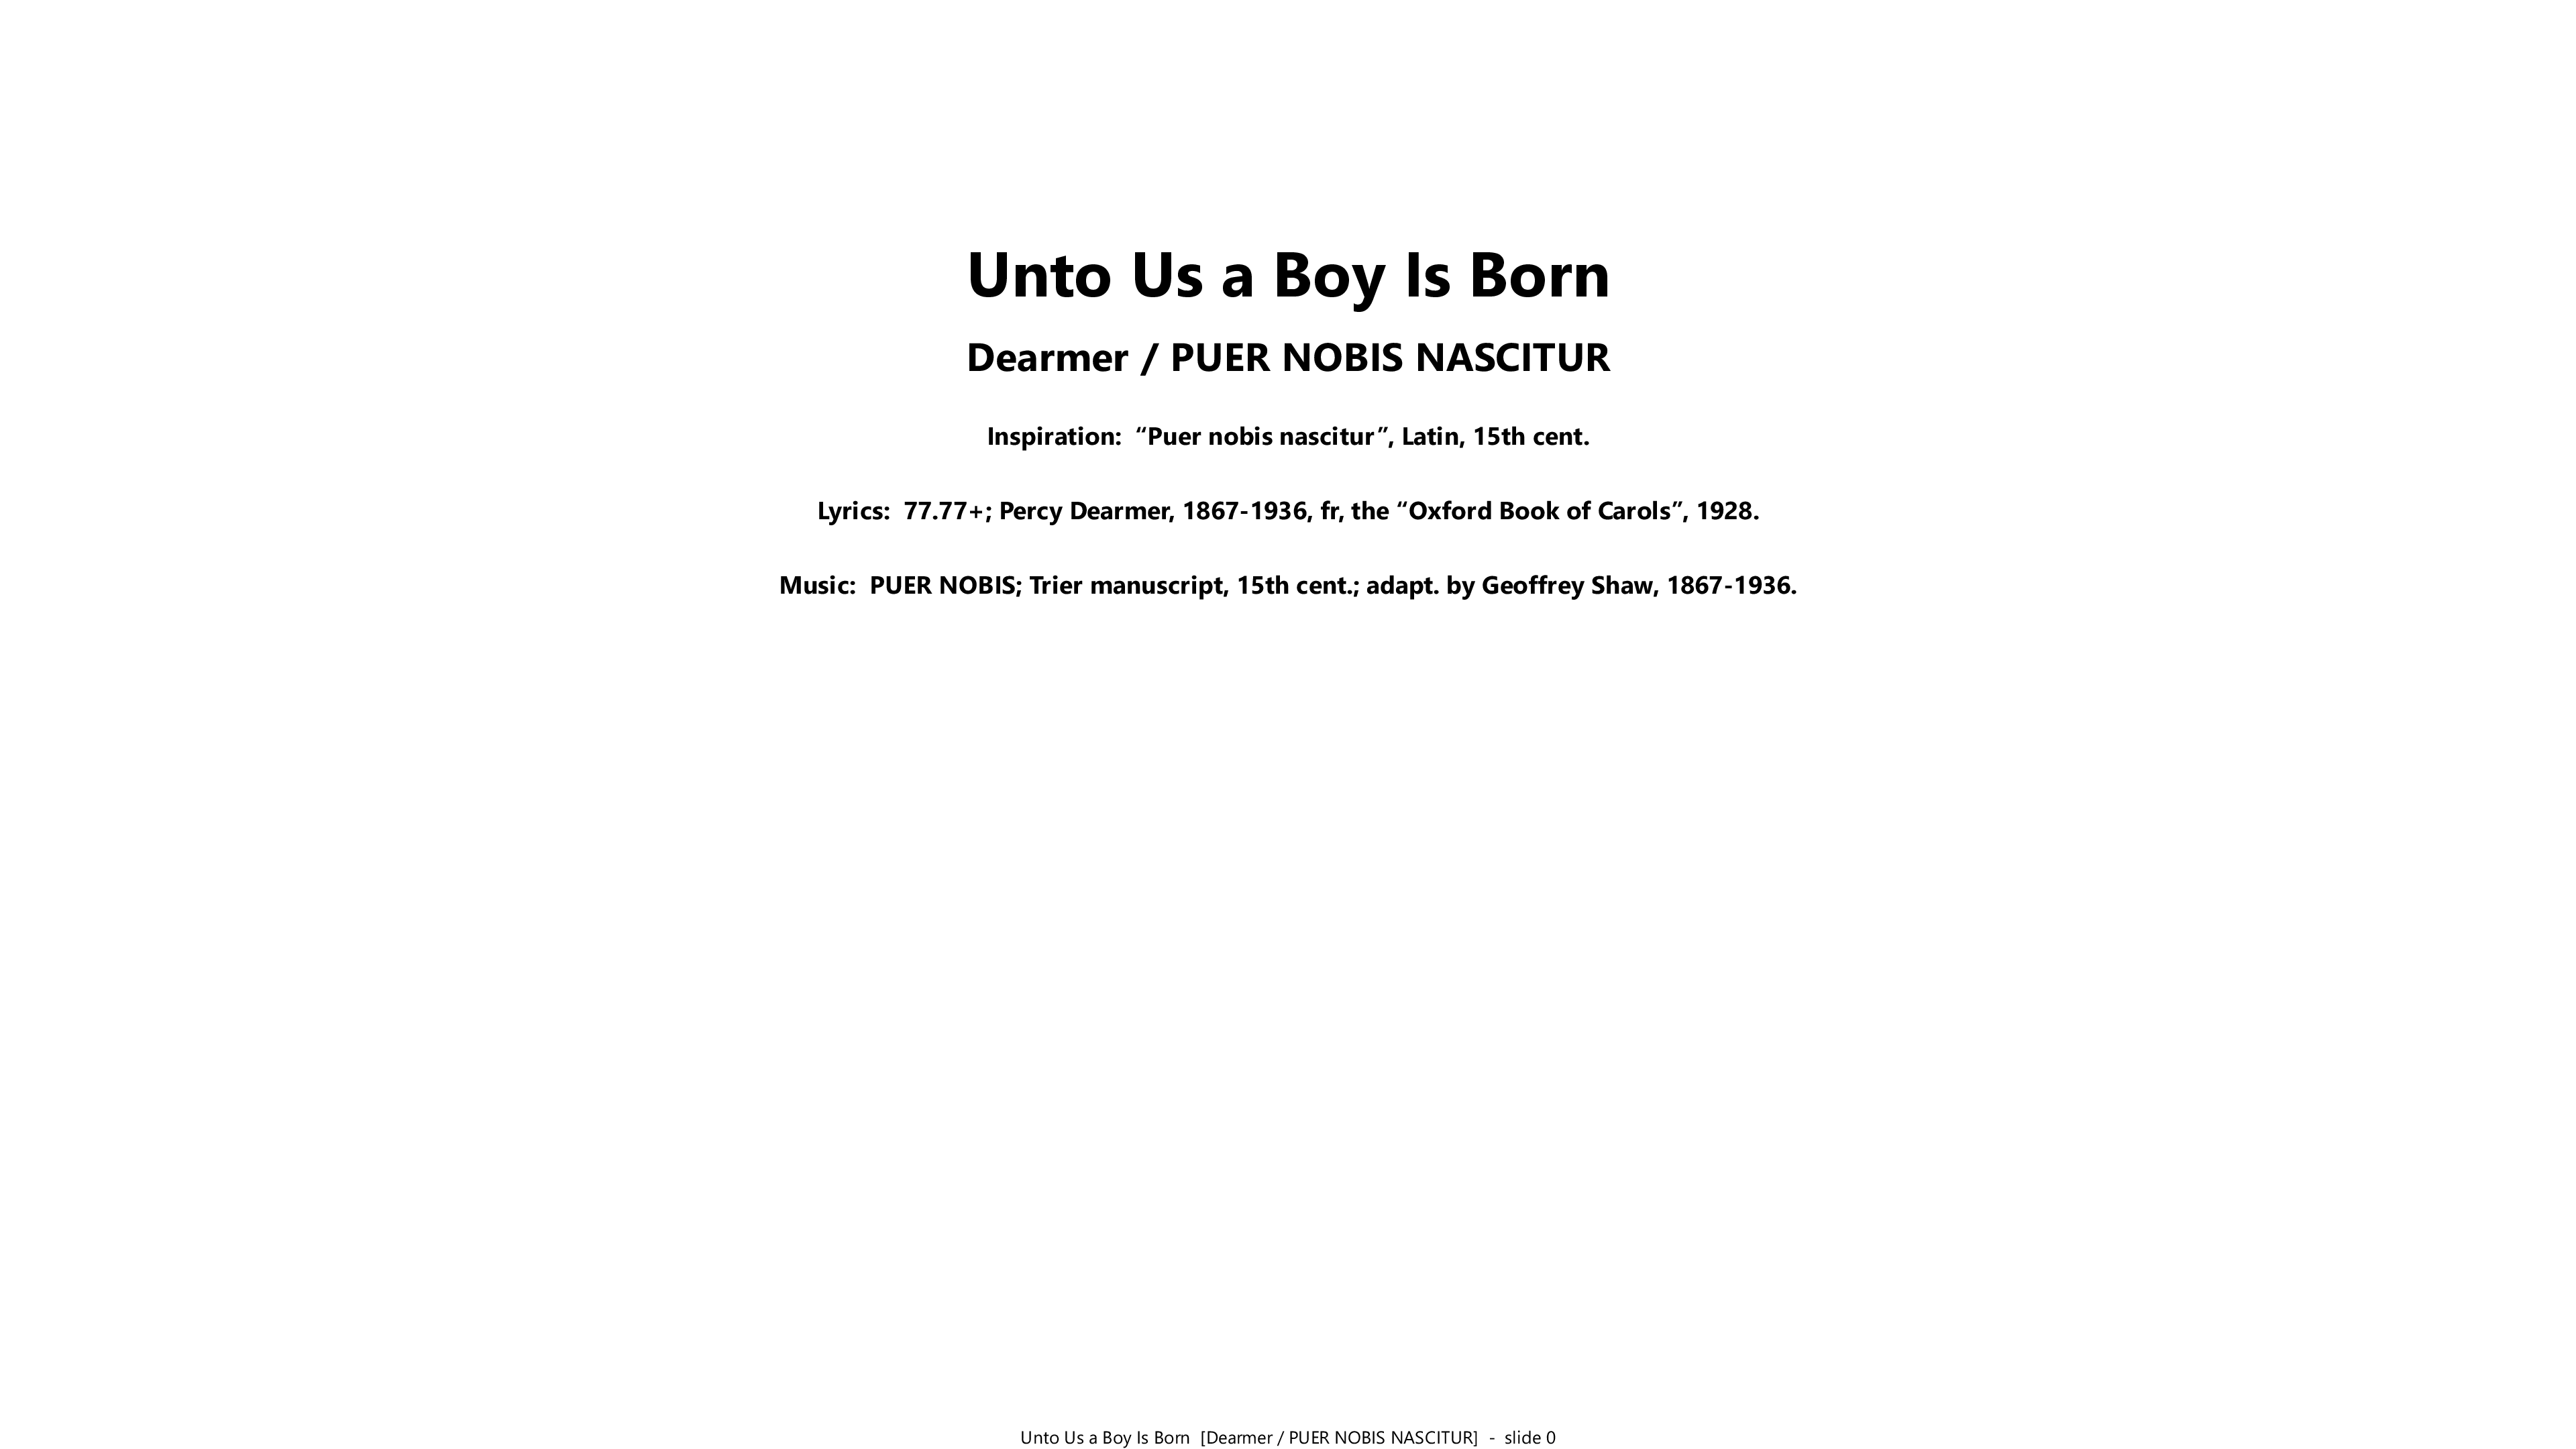 Unto Us a Boy Is Born
Dearmer / PUER NOBIS NASCITUR
Inspiration:  “Puer nobis nascitur”, Latin, 15th cent.
Lyrics:  77.77+; Percy Dearmer, 1867-1936, fr, the “Oxford Book of Carols”, 1928.
Music:  PUER NOBIS; Trier manuscript, 15th cent.; adapt. by Geoffrey Shaw, 1867-1936.
Unto Us a Boy Is Born  [Dearmer / PUER NOBIS NASCITUR]  -  slide 0